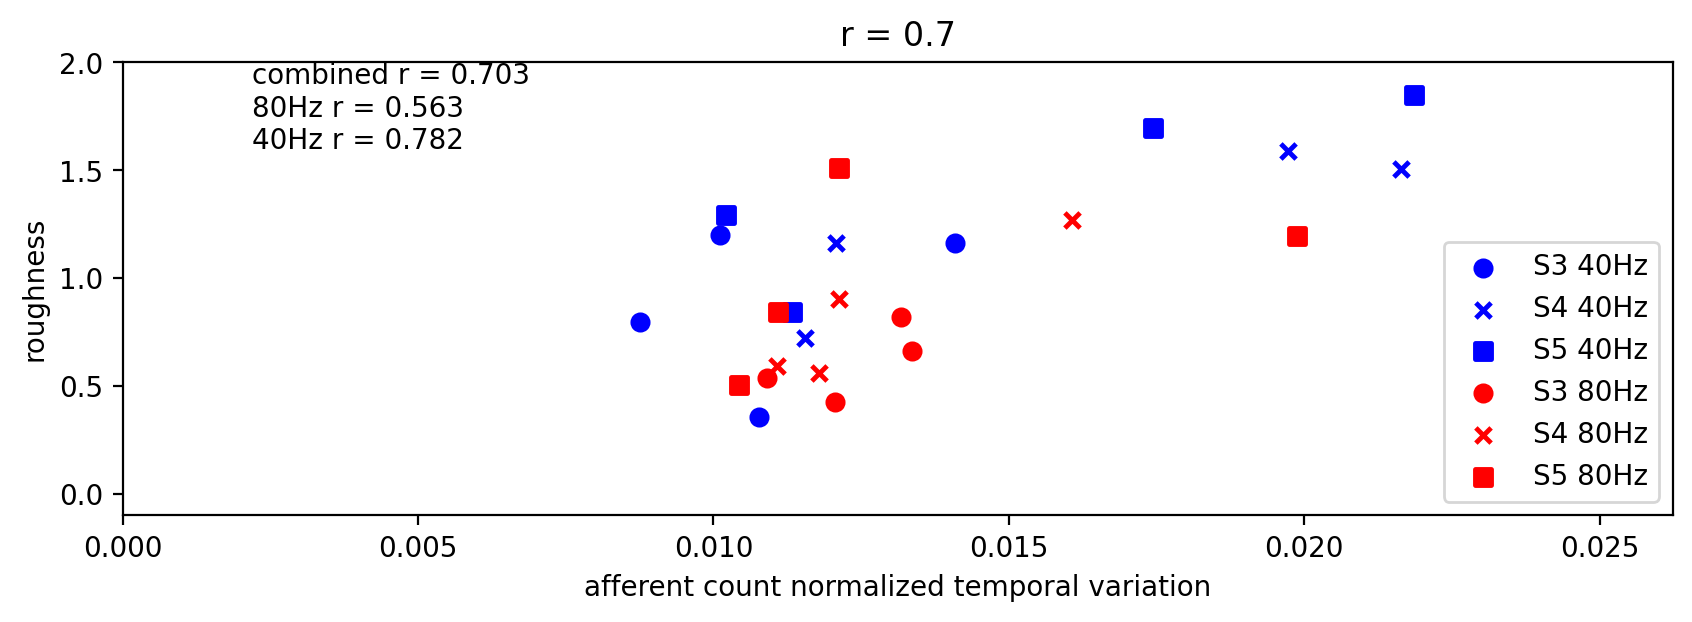 r = 0.7
combined r = 0.703
80Hz r = 0.563
40Hz r = 0.782
2.0
1.5
1.0
0.5
0.0
roughness
S3 40Hz
S4 40Hz
S5 40Hz
S3 80Hz
S4 80Hz
S5 80Hz
0.000 0.005 0.010 0.015 0.020 0.025
afferent count normalized temporal variation